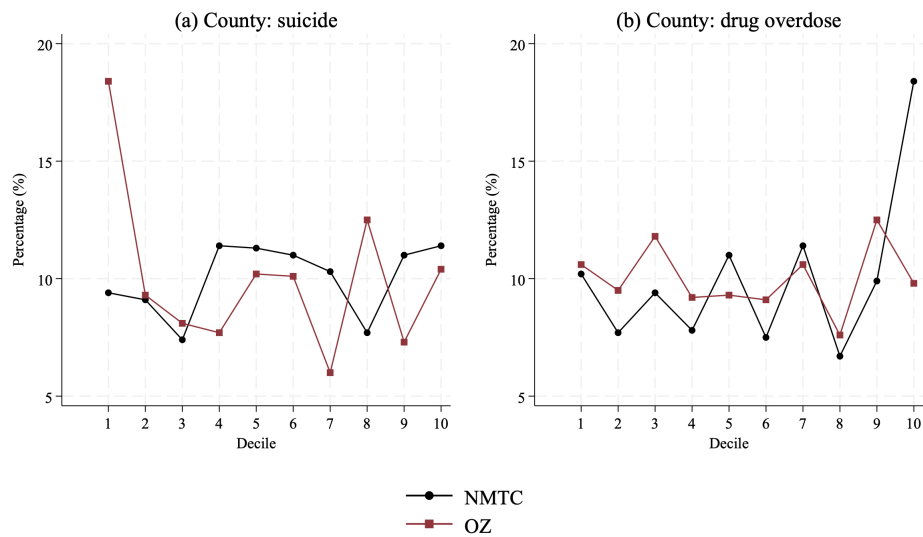 (a) County: suicide
20
15
10
5
Percentage (%)
1 2 3 4 5 6 7 8 9 10
Decile
(b) County: drug overdose
20
15
10
5
Percentage (%)
1 2 3 4 5 6 7 8 9 10
Decile
NMTC
OZ